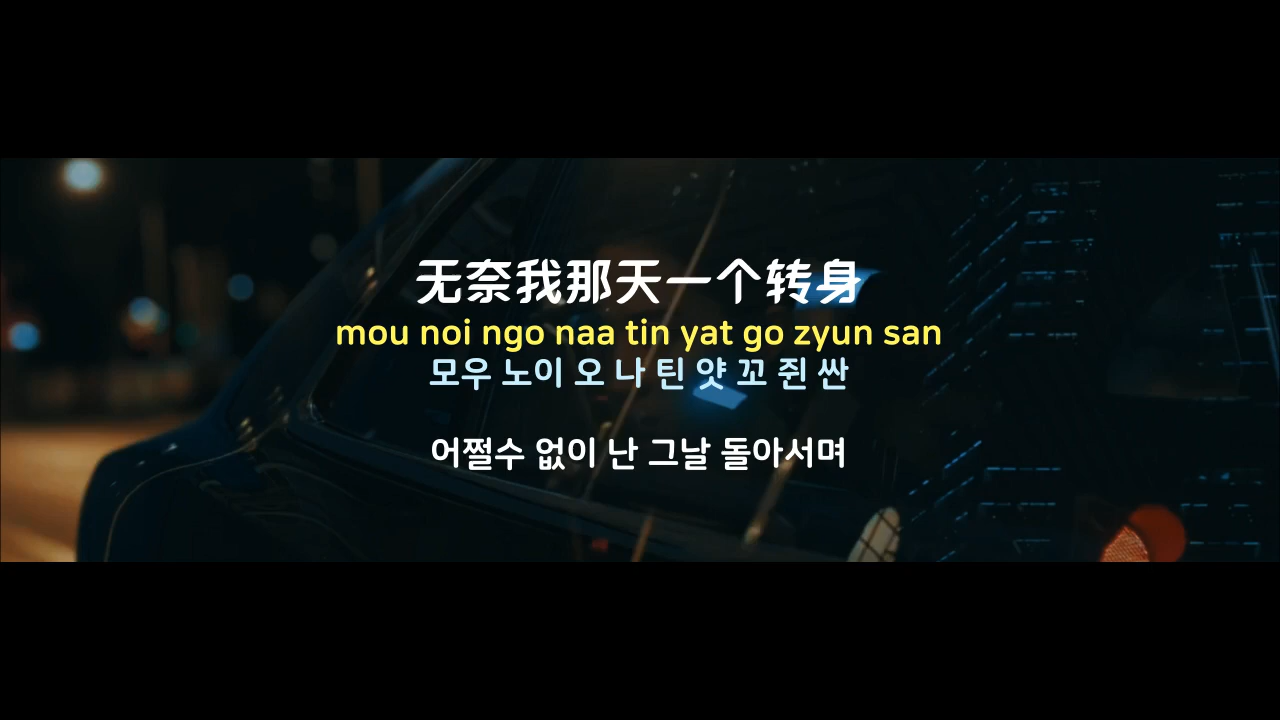 无奈我那天一个转身
mou noi ngo naa tin yat go zyun san
모우 노이 오 나 틴 얏 꼬 쥔 싼
어쩔수 없이 난 그날 돌아서며